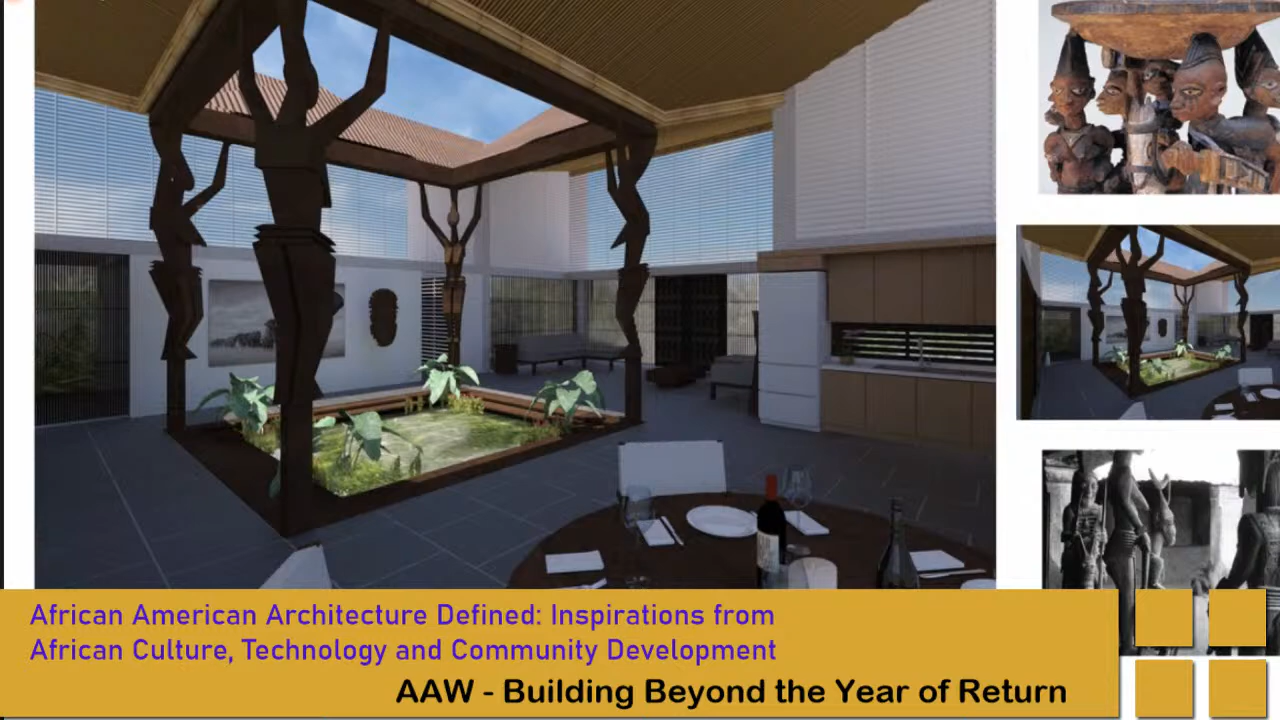 African American Architecture Defined: Inspirations from
African Culture, Technology and Community Development
AAW - Building Beyond the Year of Return